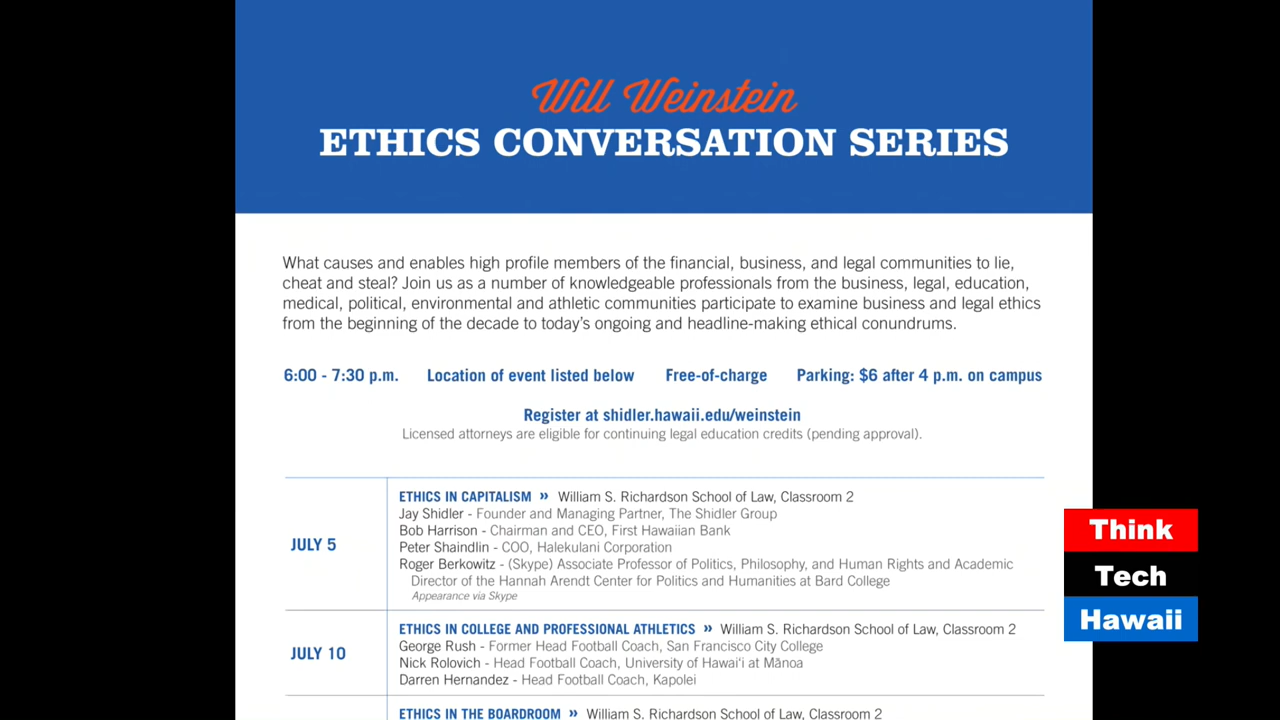 Will Weinstein
ETHICS CONVERSATION SERIES
What causes and enables high profile members of the financial, business, and legal communities to lie,
cheat and steal? Join us as a number of knowledgeable professionals from the business, legal, education,
medical, political, environmental and athletic communities participate to examine business and legal ethics
from the beginning of the decade to today's ongoing and headline-making ethical conundrums.
6:00 - 7:30 p.m. Location of event listed below Free-of-charge Parking: $6 after 4 p.m. on campus
Register at shidler.hawaii.edu/weinstein
Licensed attorneys are eligible for continuing legal education credits (pending approval).
JULY 5
ETHICS IN CAPITALISM » William S. Richardson School of Law, Classroom 2
Jay Shidler - Founder and Managing Partner, The Shidler Group
Bob Harrison - Chairman and CEO, First Hawaiian Bank
Peter Shaindlin - COO, Halekulani Corporation
Roger Berkowitz - (Skype) Associate Professor of Politics, Philosophy, and Human Rights and Academic
Director of the Hannah Arendt Center for Politics and Humanities at Bard College
Appearance via Skype
JULY 10
ETHICS IN COLLEGE AND PROFESSIONAL ATHLETICS » William S. Richardson School of Law, Classroom 2
George Rush - Former Head Football Coach, San Francisco City College
Nick Rolovich - Head Football Coach, University of Hawai‘i at Mānoa
Darren Hernandez - Head Football Coach, Kapolei
ETHICS IN THE BOARDROOM » William S. Richardson School of Law, Classroom 2
Think
Tech
Hawaii